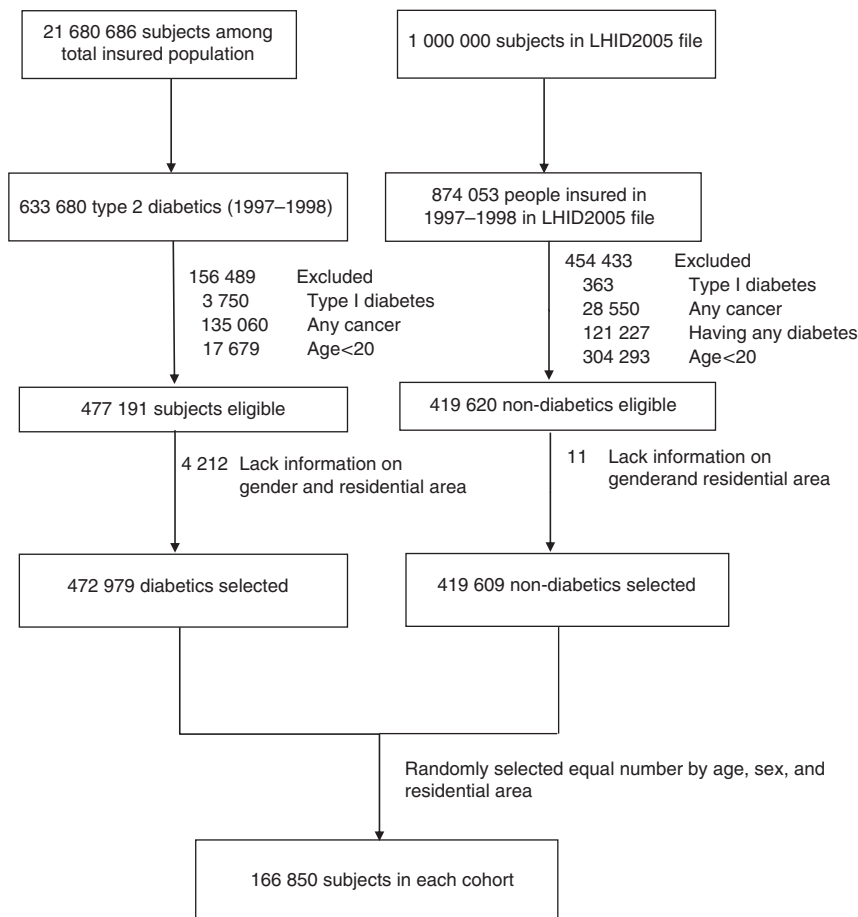 21 680 686 subjects among
total insured population
1 000 000 subjects in LHID2005 file
633 680 type 2 diabetics (1997–1998)
874 053 people insured in
1997–1998 in LHID2005 file
156 489 Excluded
3 750 Type I diabetes
135 060 Any cancer
17 679 Age<20
454 433 Excluded
363 Type I diabetes
28 550 Any cancer
121 227 Having any diabetes
304 293 Age<20
477 191 subjects eligible
419 620 non-diabetics eligible
4 212 Lack information on
gender and residential area
11 Lack information on
genderand residential area
472 979 diabetics selected
419 609 non-diabetics selected
Randomly selected equal number by age, sex, and
residential area
166 850 subjects in each cohort